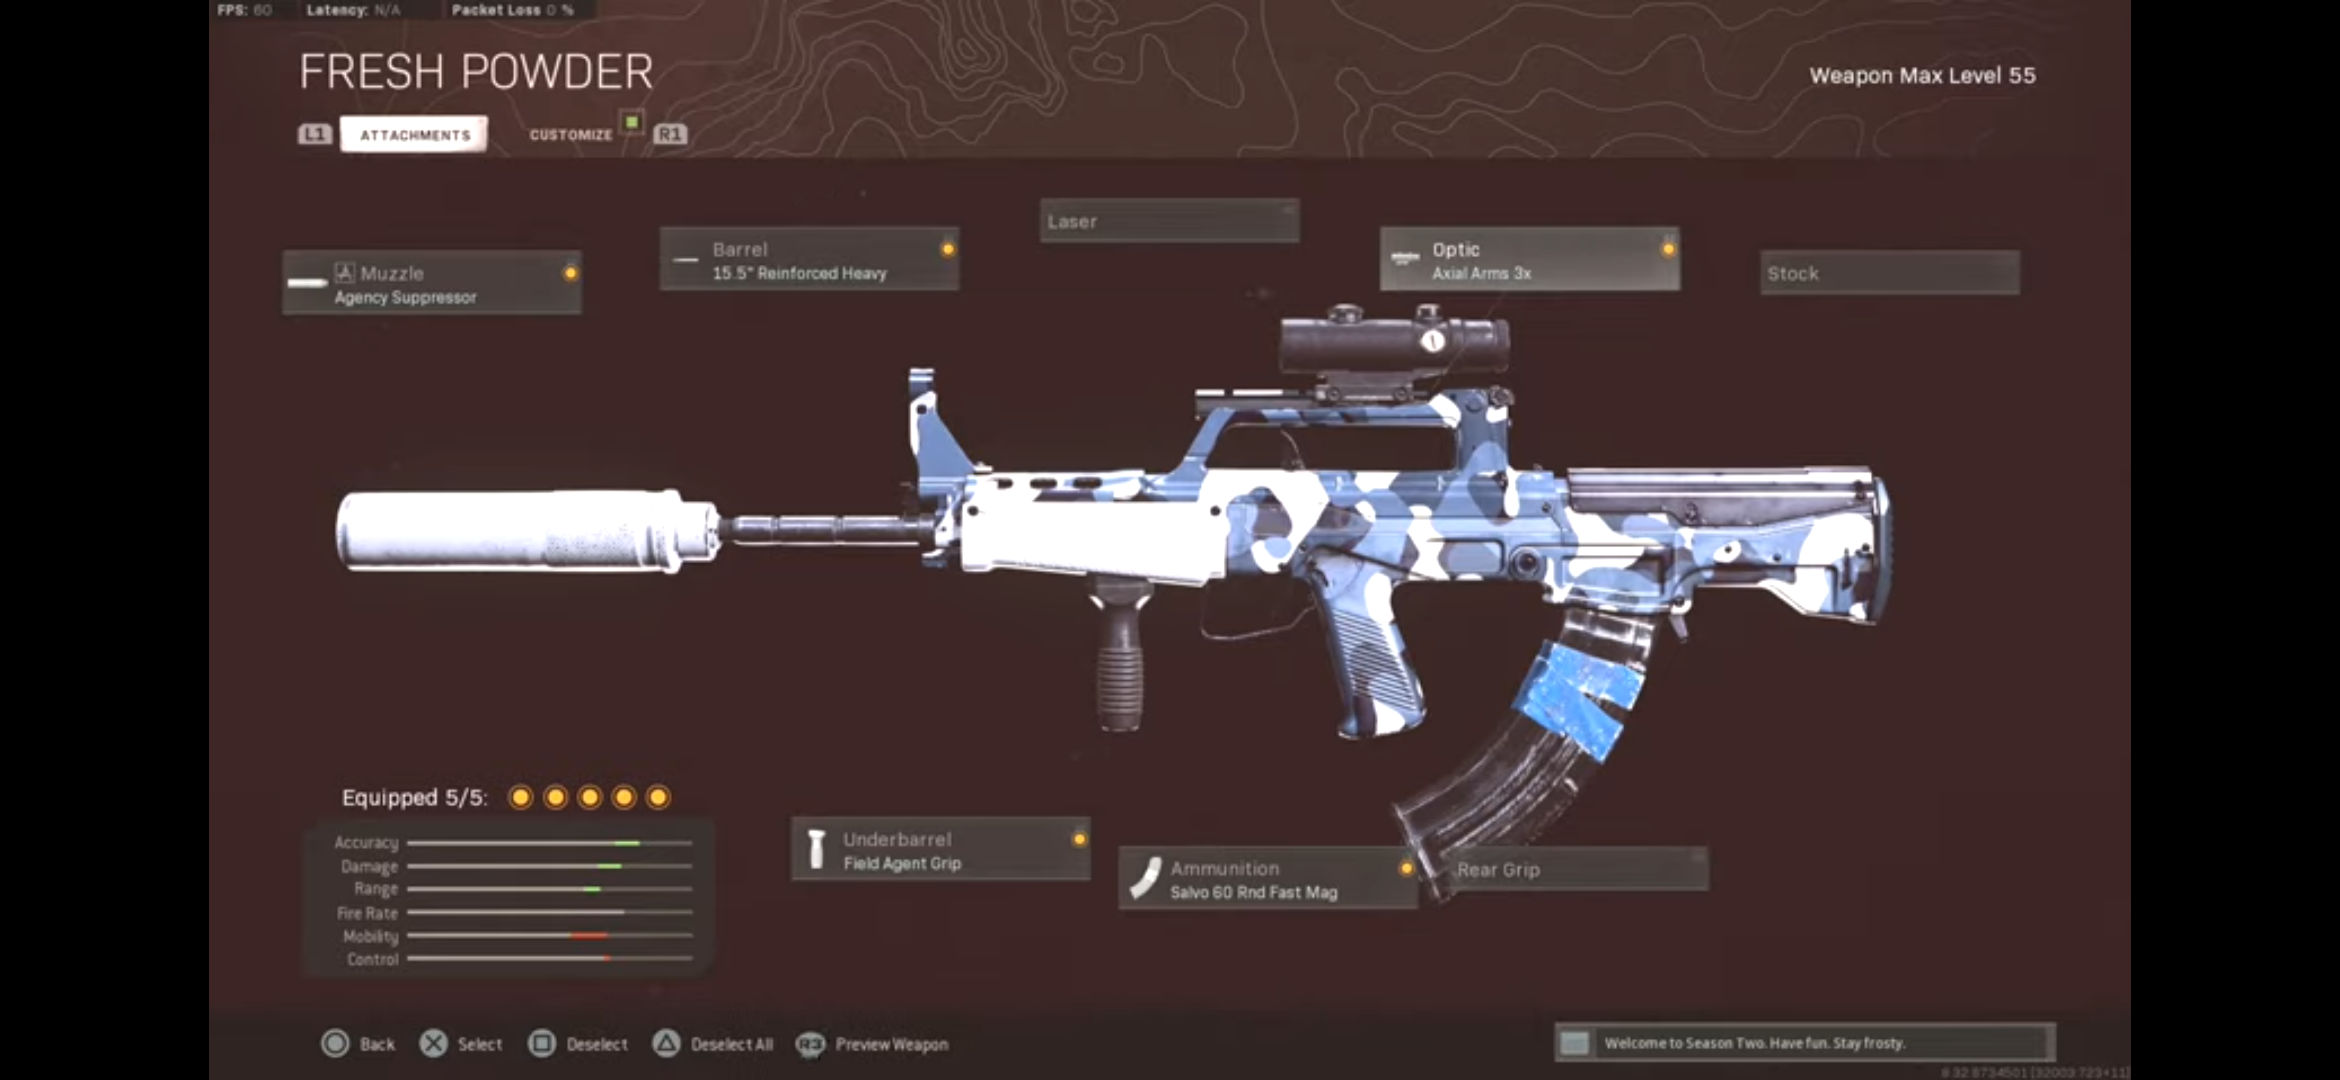 FPS: 60 Latency: N/A Packet Loss 0 %
FRESH POWDER
Weapon Max Level 55
L1 ATTACHMENTS CUSTOMIZE R1
Laser
Barrel
15.5" Reinforced Heavy
Optic
Axial Arms 3x
Muzzle
Agency Suppressor
Stock
Equipped 5/5:
Accuracy
Damage
Range
Fire Rate
Mobility
Control
Underbarrel
Field Agent Grip
Ammunition
Salvo 60 Rnd Fast Mag
Rear Grip
Back Select Deselect Deselect All R3 Preview Weapon
Welcome to Season Two. Have fun. Stay frosty.